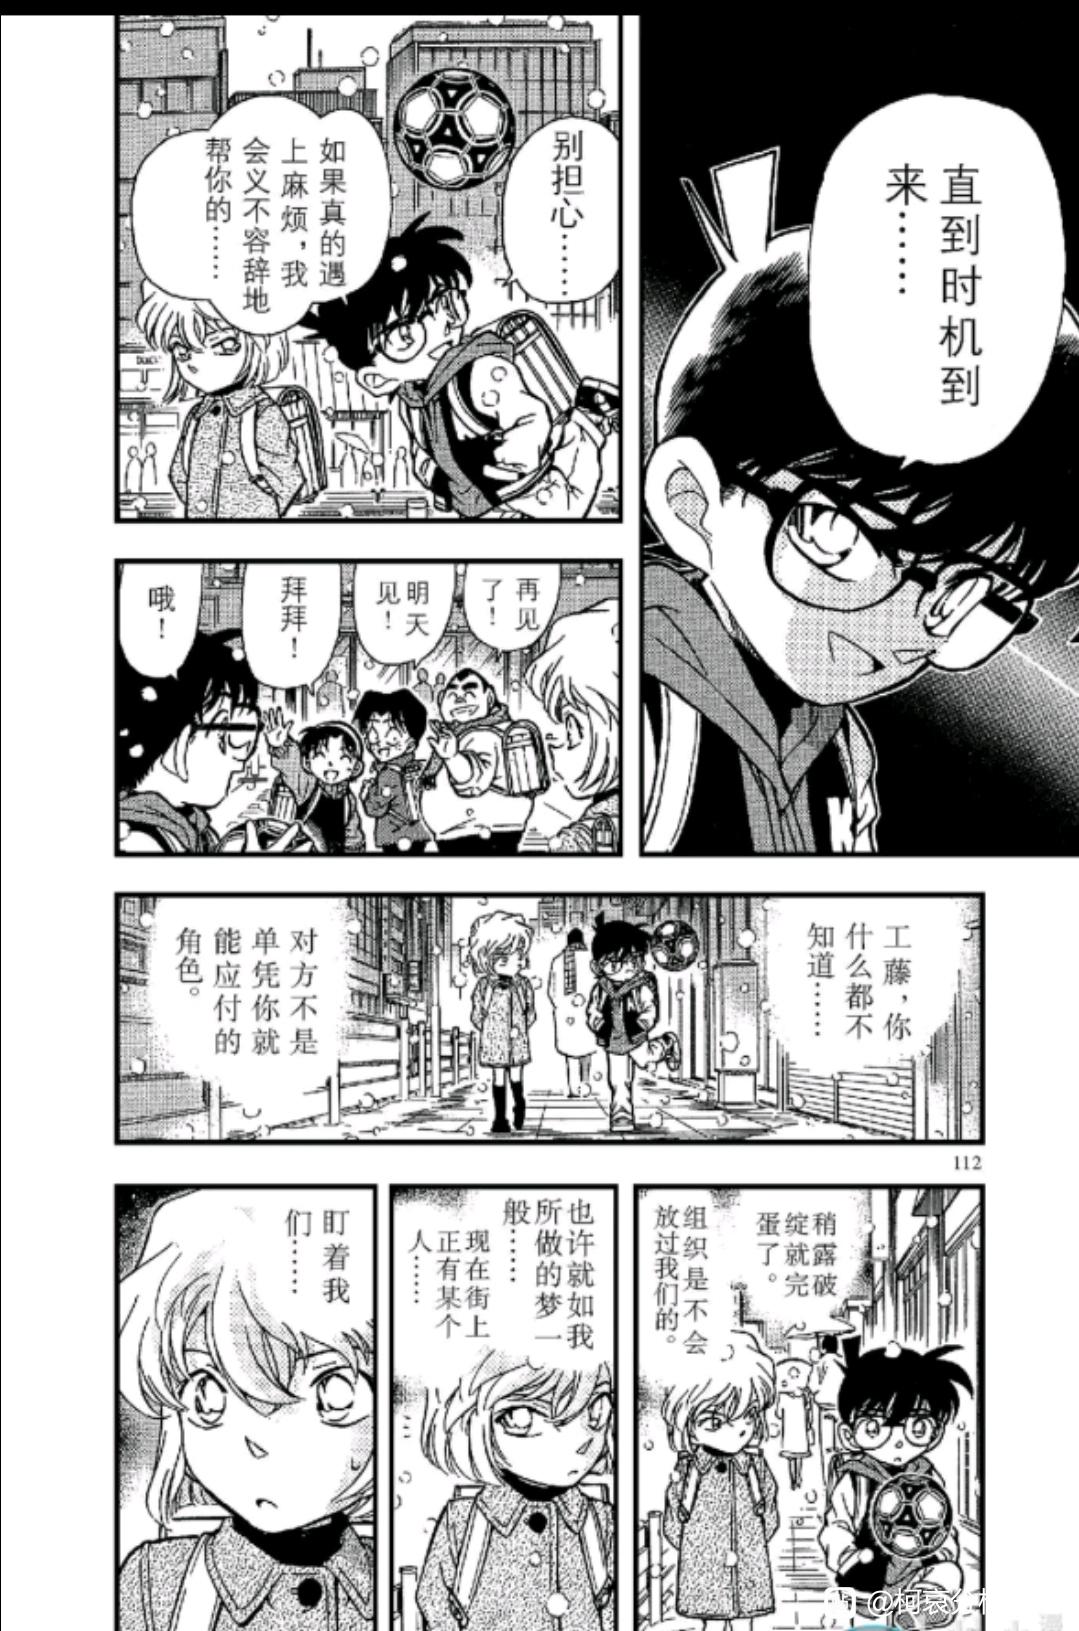 直到时机到
来……
别担心……
如果真的遇
上麻烦，我
会义不容辞地
帮你的……
再见
了！
明天
见！
拜拜！
哦！
工藤，你
什么都不
知道……
对方不是
单凭你就
能应付的
角色。
112
稍露破
绽就完
蛋了。
组织是不会
放过我们的。
也许就如我
所做的梦一
般……
现在街上
正有某个
人……
盯着我
们……